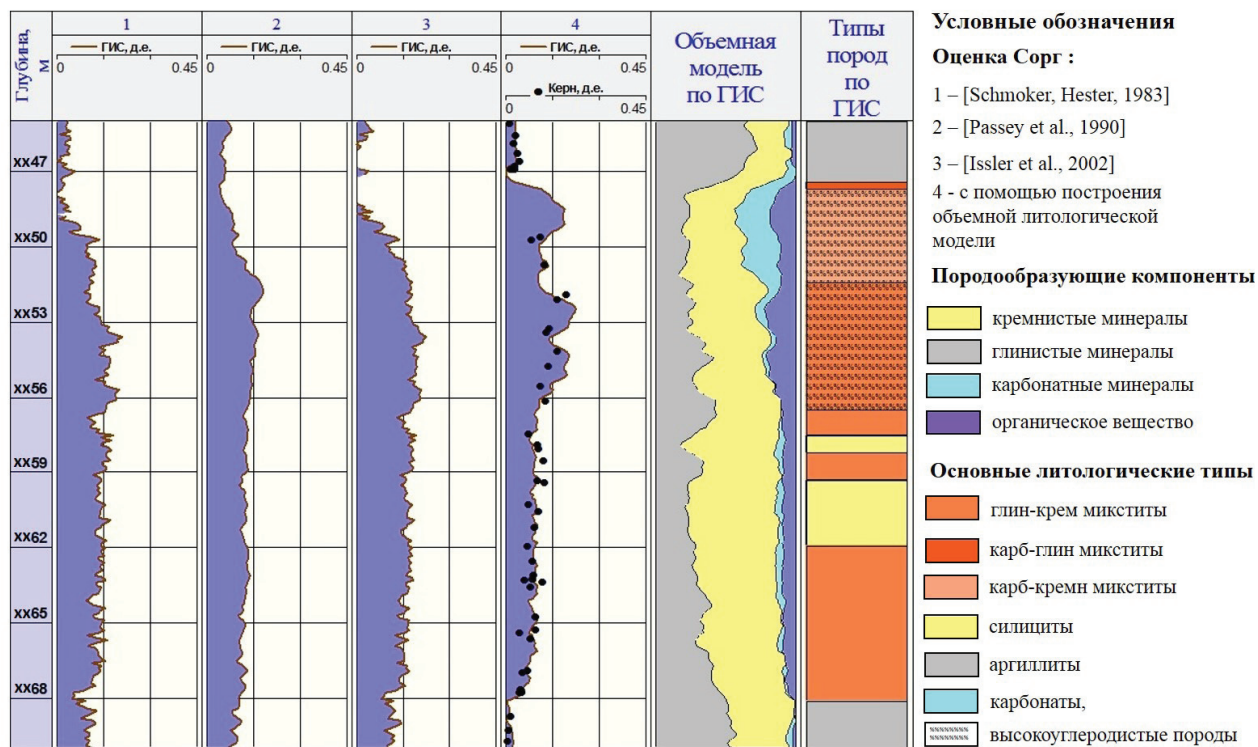 Глубина, м
1
ГИС, д.е.
0 0.45
2
ГИС, д.е.
0 0.45
3
ГИС, д.е.
0 0.45
4
ГИС, д.е.
0 0.45
Керн, д.е.
0 0.45
Объемная
модель
по ГИС
Типы
пород
по
ГИС
xx47
xx50
xx53
xx56
xx59
xx62
xx65
xx68
Условные обозначения
Оценка Сорг :
1 – [Schmoker, Hester, 1983]
2 – [Passey et al., 1990]
3 – [Issler et al., 2002]
4 - с помощью построения
объемной литологической
модели
Породообразующие компоненты
кремнистые минералы
глинистые минералы
карбонатные минералы
органическое вещество
Основные литологические типы
глин-крем микститы
карб-глин микститы
карб-кремн микститы
силициты
аргиллиты
карбонаты,
высокоуглеродистые породы